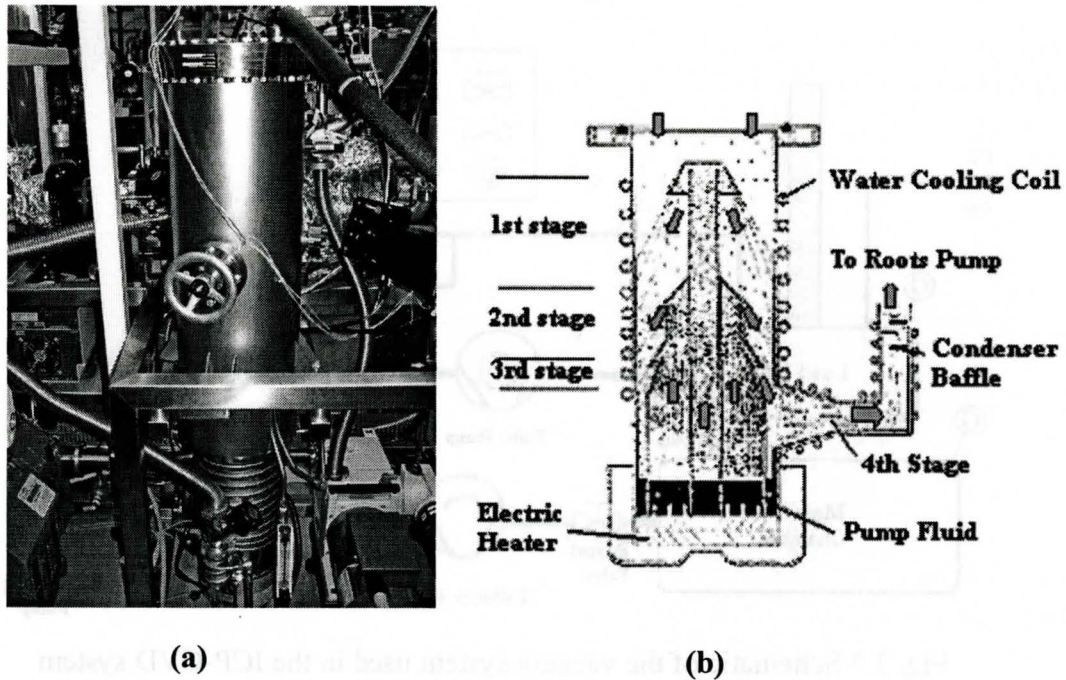 1st stage
2nd stage
3rd stage
Water Cooling Coil
To Roots Pump
Condenser
Baffle
4th Stage
Electric
Heater
Pump Fluid
(a)
(b)